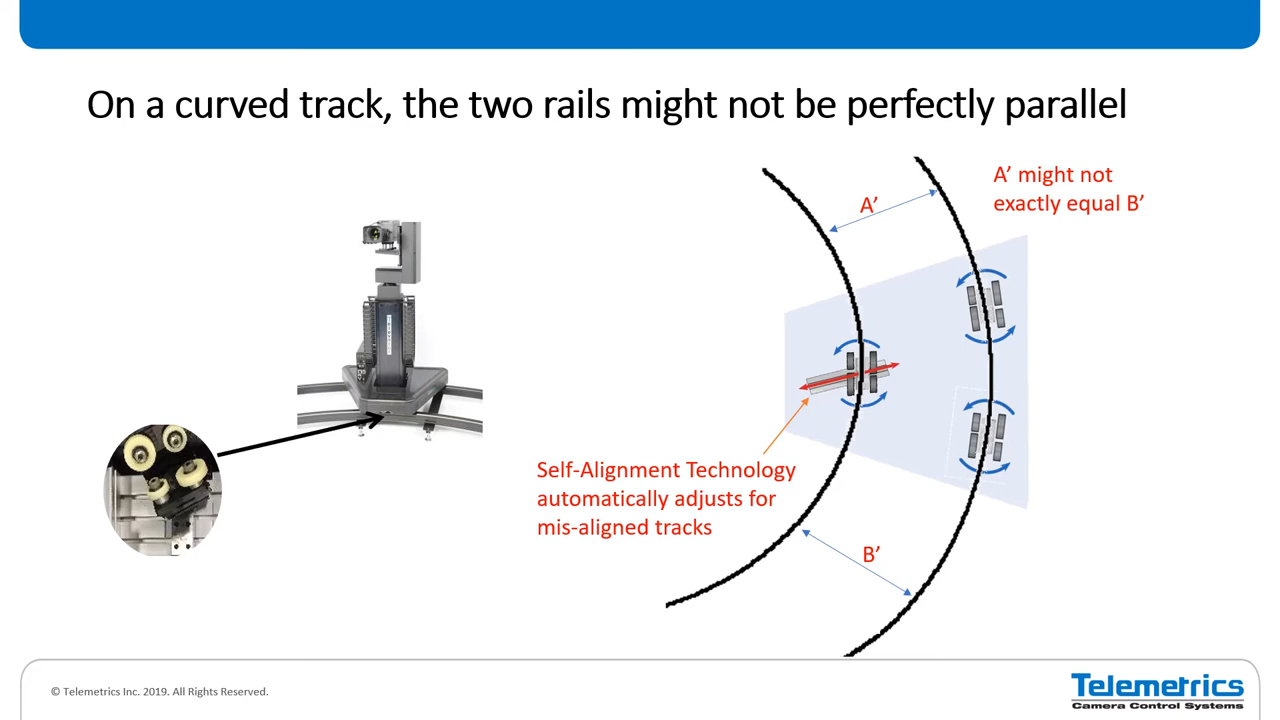 On a curved track, the two rails might not be perfectly parallel
A’ might not
exactly equal B’
A’
Self-Alignment Technology
automatically adjusts for
mis-aligned tracks
B’
© Telemetrics Inc. 2019. All Rights Reserved.
Telemetrics
Camera Control Systems